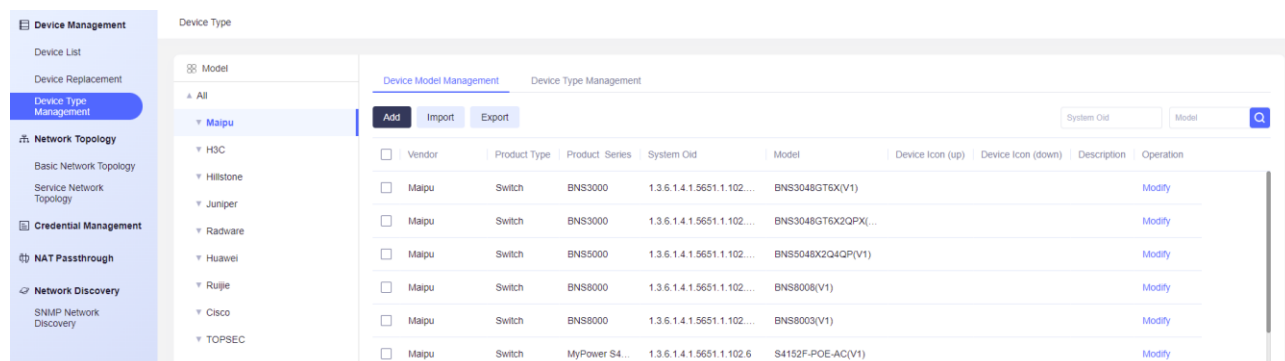 Device Management
Device List
Device Replacement
Device Type
Management
Network Topology
Basic Network Topology
Service Network
Topology
Credential Management
NAT Passthrough
Network Discovery
SNMP Network
Discovery
Device Type
Model
All
Maipu
H3C
Hillstone
Juniper
Radware
Huawei
Ruijie
Cisco
TOPSEC
Device Model Management Device Type Management
Add Import Export System Oid Model
Vendor Product Type Product Series System Oid Model Device Icon (up) Device Icon (down) Description Operation
Maipu Switch BNS3000 1.3.6.1.4.1.5651.1.102.... BNS3048GT6X(V1) Modify
Maipu Switch BNS3000 1.3.6.1.4.1.5651.1.102.... BNS3048GT6X2QPX(... Modify
Maipu Switch BNS5000 1.3.6.1.4.1.5651.1.102.... BNS5048X2Q4QP(V1) Modify
Maipu Switch BNS8000 1.3.6.1.4.1.5651.1.102.... BNS8008(V1) Modify
Maipu Switch BNS8000 1.3.6.1.4.1.5651.1.102.... BNS8003(V1) Modify
Maipu Switch MyPower S4... 1.3.6.1.4.1.5651.1.102.6 S4152F-POE-AC(V1) Modify